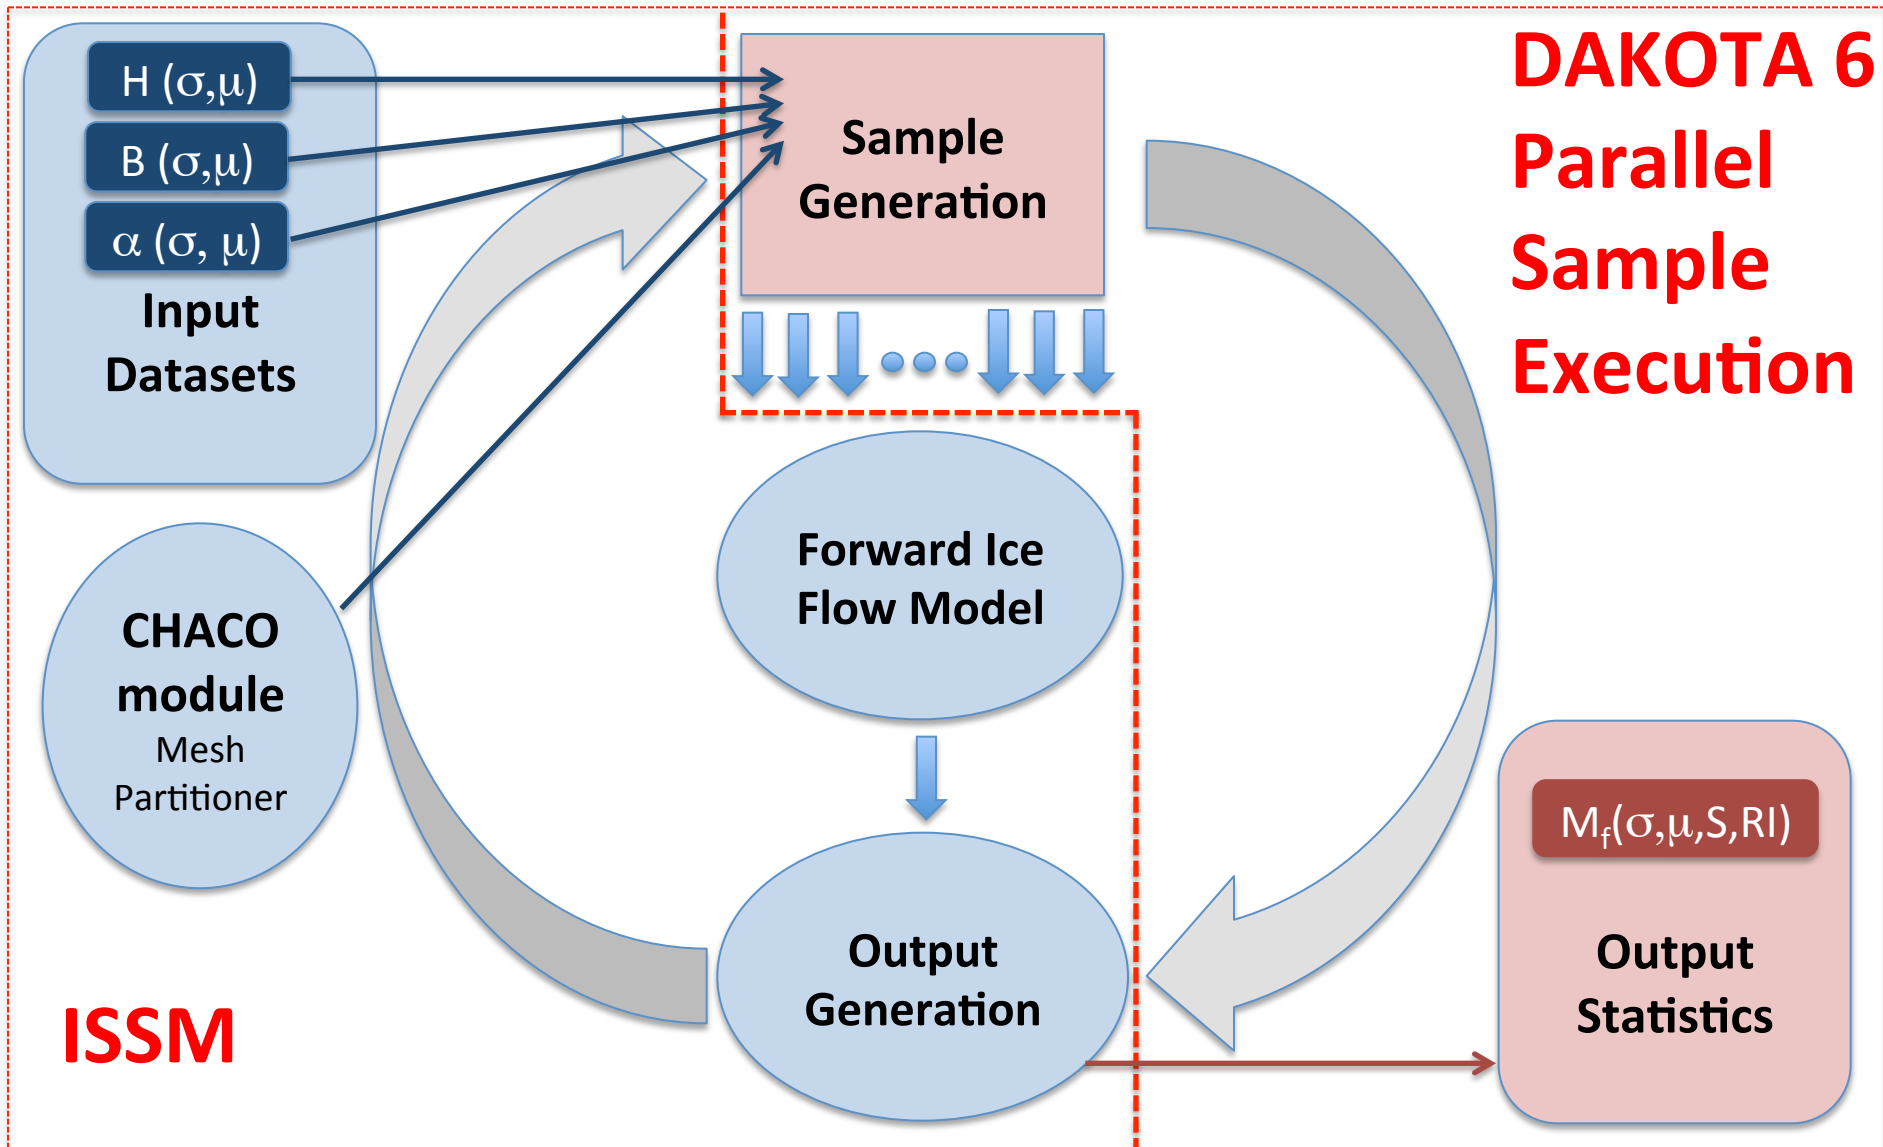 H (σ,μ)
B (σ,μ)
α (σ, μ)
Input
Datasets
CHACO
module
Mesh
Partitioner
ISSM
Sample
Generation
Forward Ice
Flow Model
Output
Generation
DAKOTA 6
Parallel
Sample
Execution
Mf(σ,μ,S,RI)
Output
Statistics